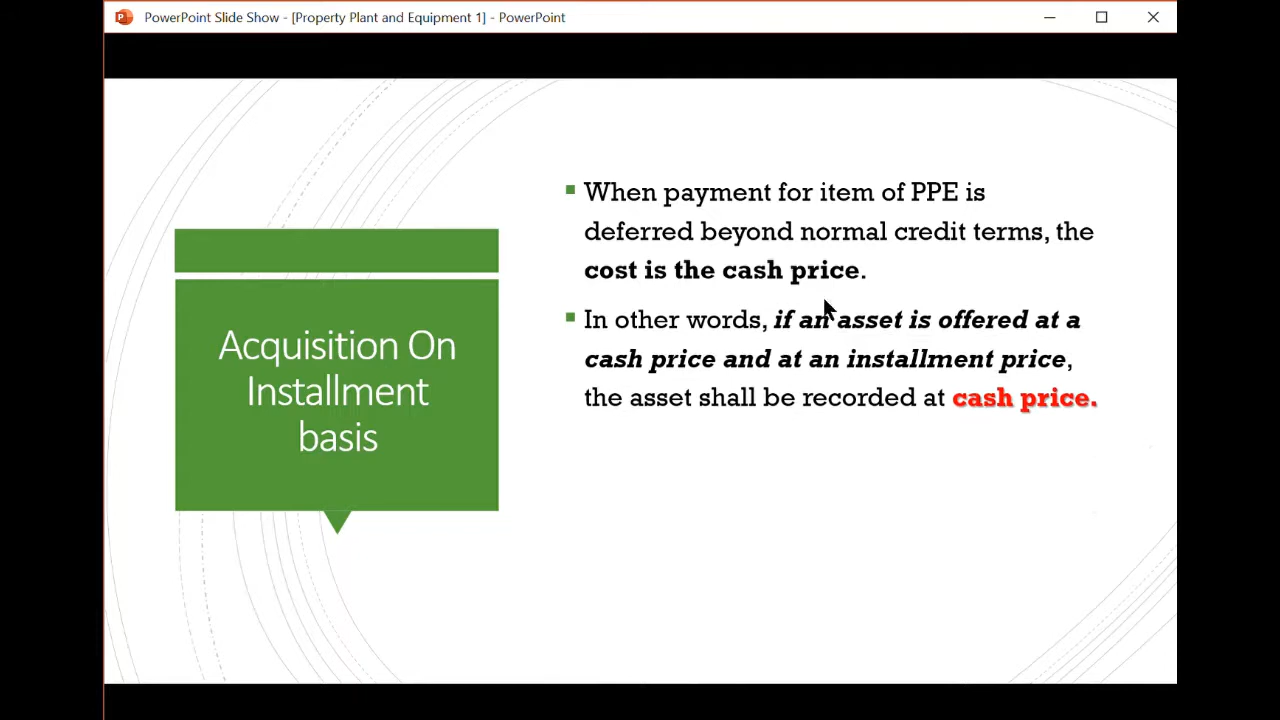 PowerPoint Slide Show - [Property Plant and Equipment 1] - PowerPoint
Acquisition On
Installment
basis
When payment for item of PPE is
deferred beyond normal credit terms, the
cost is the cash price.
In other words, if an asset is offered at a
cash price and at an installment price,
the asset shall be recorded at cash price.